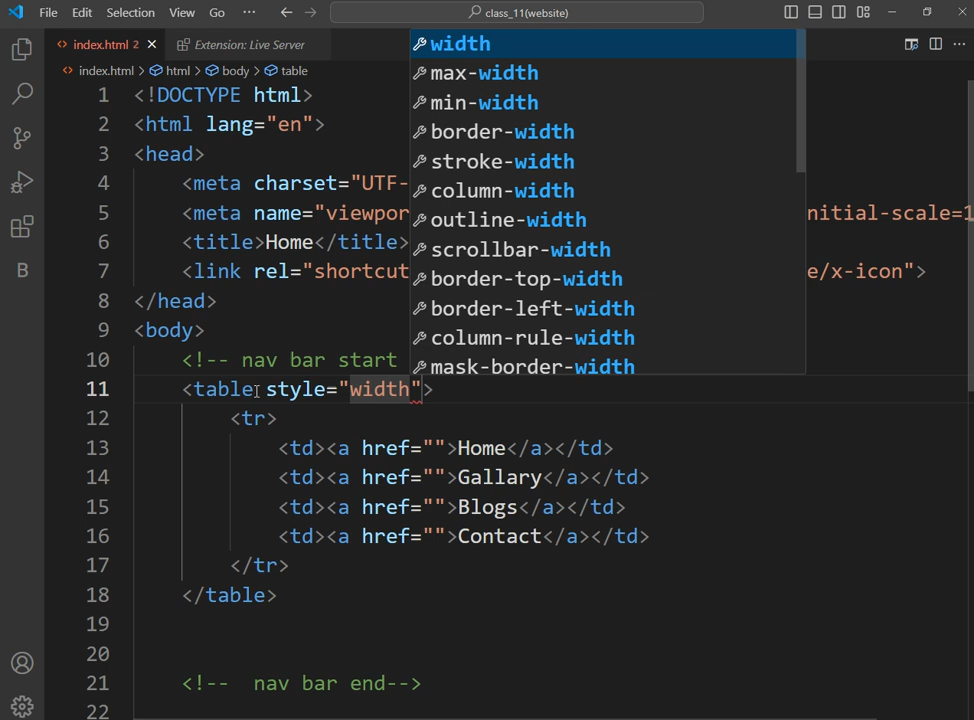 File Edit Selection View Go ··· class_11(website)
index.html 2 Extension: Live Server
index.html > html > body > table
1 <!DOCTYPE html>
2 <html lang="en">
3 <head>
4 <meta charset="UTF-
5 <meta name="viewpor nitial-scale=1
6 <title>Home</title>
7 <link rel="shortcut e/x-icon">
8 </head>
9 <body>
10 <!-- nav bar start
11 <table style="width">
12 <tr>
13 <td><a href="">Home</a></td>
14 <td><a href="">Gallary</a></td>
15 <td><a href="">Blogs</a></td>
16 <td><a href="">Contact</a></td>
17 </tr>
18 </table>
19
20
21 <!--  nav bar end-->
22
width
max-width
min-width
border-width
stroke-width
column-width
outline-width
scrollbar-width
border-top-width
border-left-width
column-rule-width
mask-border-width
B